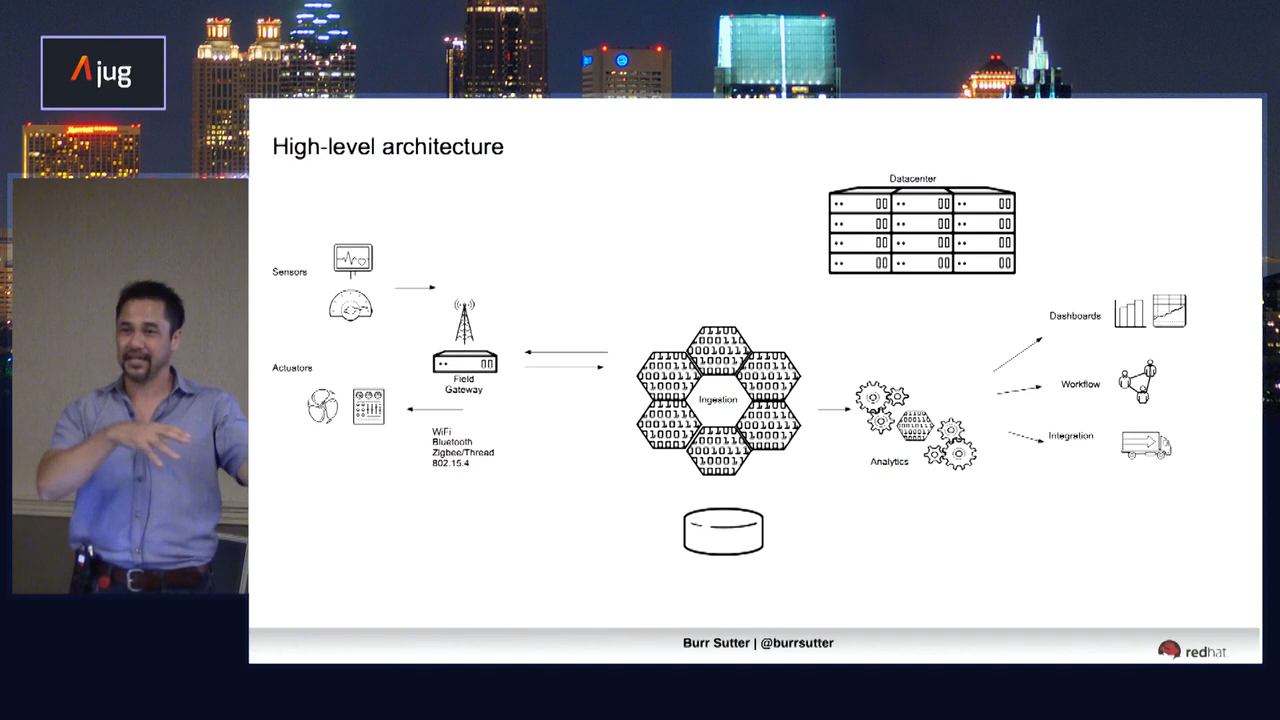 jug
Marriott
High-level architecture
Datacenter
Sensors
Dashboards
Actuators
Field
Gateway
Ingestion
Workflow
WiFi
Bluetooth
Zigbee/Thread
802.15.4
Integration
Analytics
Burr Sutter | @burrsutter
redhat.